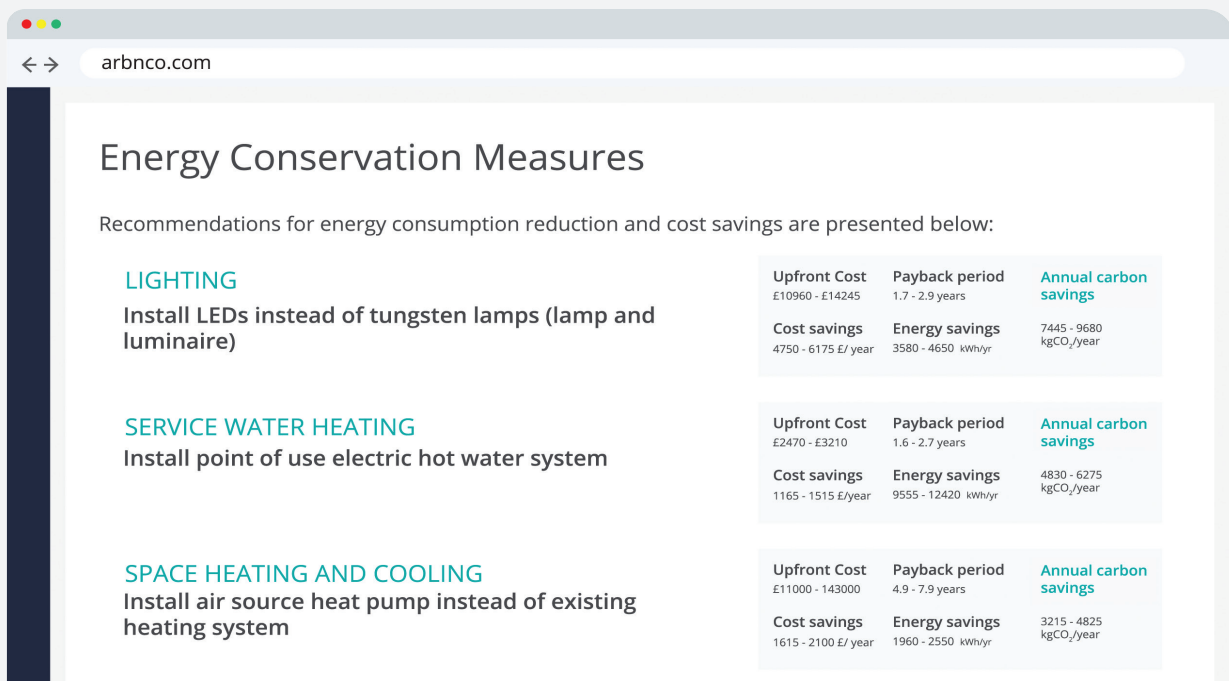 arbnco.com
Energy Conservation Measures
Recommendations for energy consumption reduction and cost savings are presented below:
LIGHTING
Install LEDs instead of tungsten lamps (lamp and
luminaire)
Upfront Cost
£10960 - £14245
Payback period
1.7 - 2.9 years
Annual carbon
savings
Cost savings
4750 - 6175 £/ year
Energy savings
3580 - 4650 kWh/yr
7445 - 9680
kgCO₂/year
SERVICE WATER HEATING
Install point of use electric hot water system
Upfront Cost
£2470 - £3210
Payback period
1.6 - 2.7 years
Annual carbon
savings
Cost savings
1165 - 1515 £/year
Energy savings
9555 - 12420 kWh/yr
4830 - 6275
kgCO₂/year
SPACE HEATING AND COOLING
Install air source heat pump instead of existing
heating system
Upfront Cost
£11000 - 143000
Payback period
4.9 - 7.9 years
Annual carbon
savings
Cost savings
1615 - 2100 £/ year
Energy savings
1960 - 2550 kWh/yr
3215 - 4825
kgCO₂/year